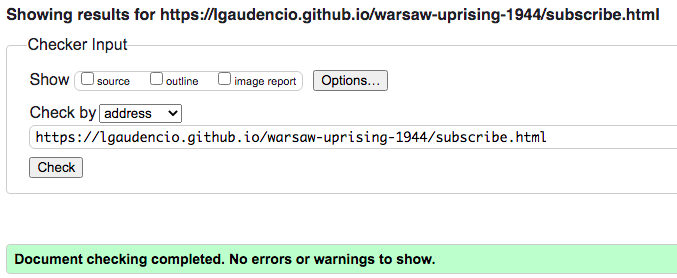 Showing results for https://lgaudencio.github.io/warsaw-uprising-1944/subscribe.html
Checker Input
Show source outline image report Options...
Check by address
https://lgaudencio.github.io/warsaw-uprising-1944/subscribe.html
Check
Document checking completed. No errors or warnings to show.